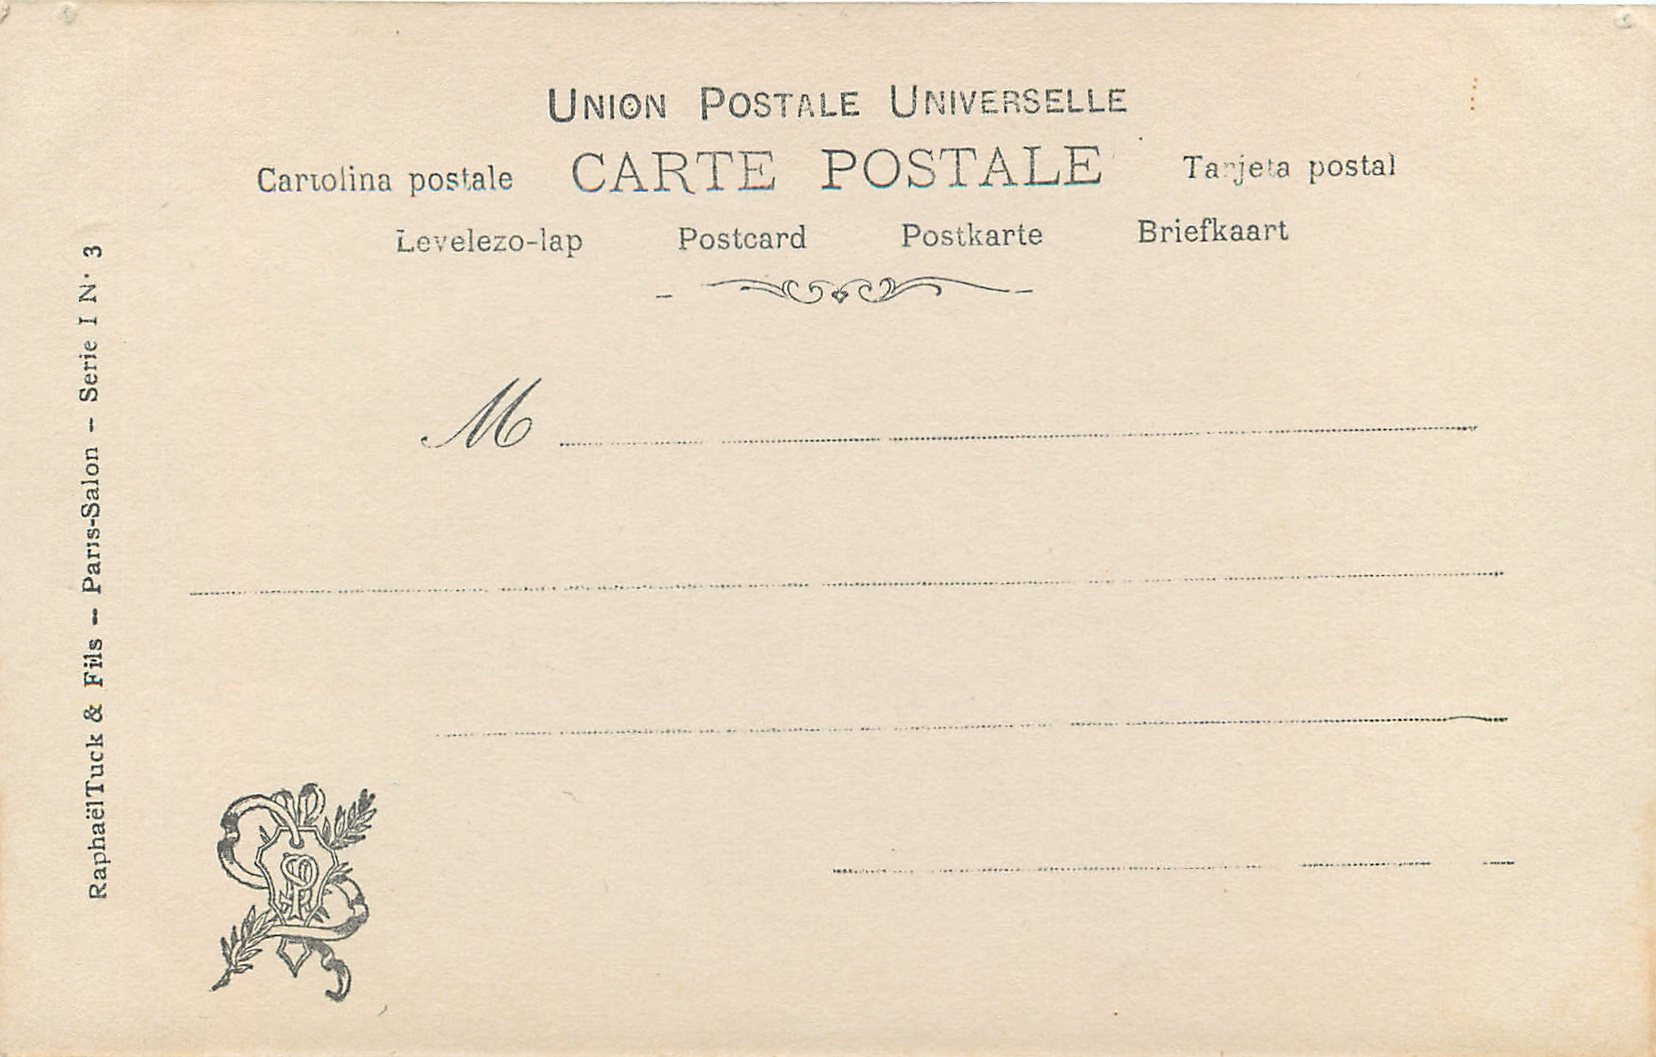 UNION POSTALE UNIVERSELLE
Cartolina postale CARTE POSTALE Tarjeta postal
Levelezo-lap Postcard Postkarte Briefkaart
M
Raphaël Tuck & Fils – Paris-Salon – Serie I N· 3